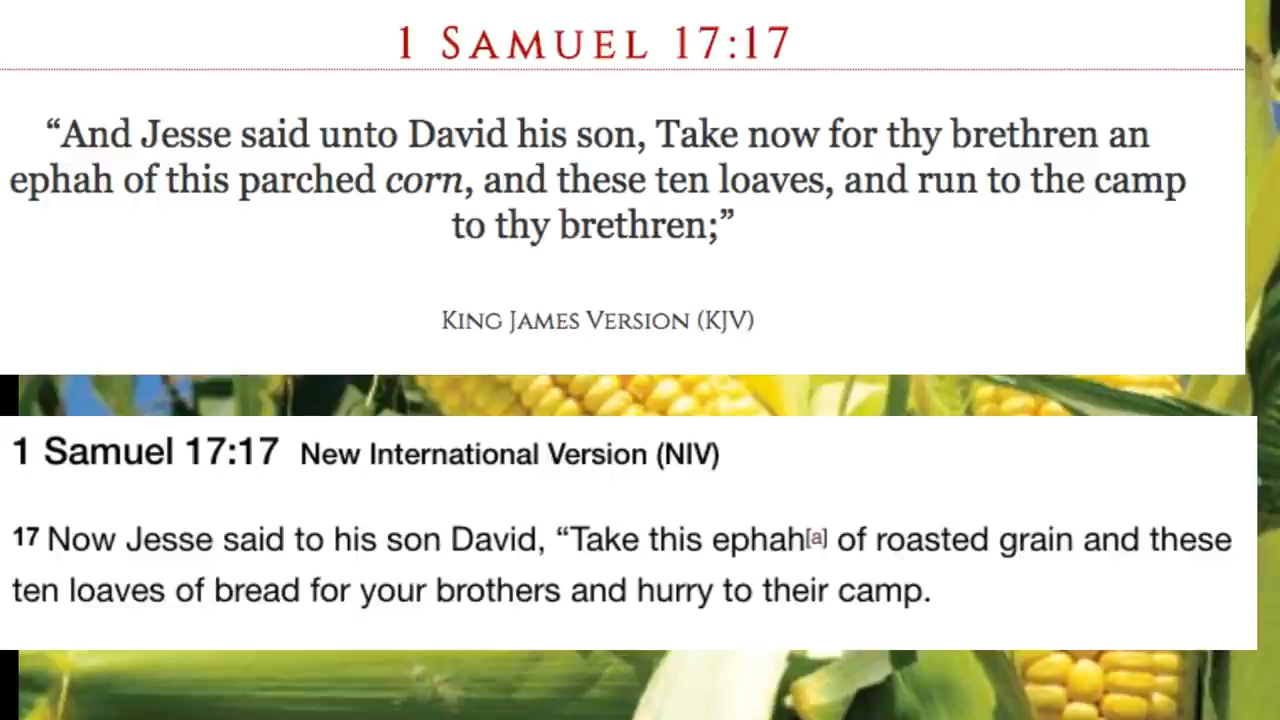 1 SAMUEL 17:17
“And Jesse said unto David his son, Take now for thy brethren an
ephah of this parched corn, and these ten loaves, and run to the camp
to thy brethren;”
KING JAMES VERSION (KJV)
1 Samuel 17:17 New International Version (NIV)
17 Now Jesse said to his son David, “Take this ephah[a] of roasted grain and these
ten loaves of bread for your brothers and hurry to their camp.